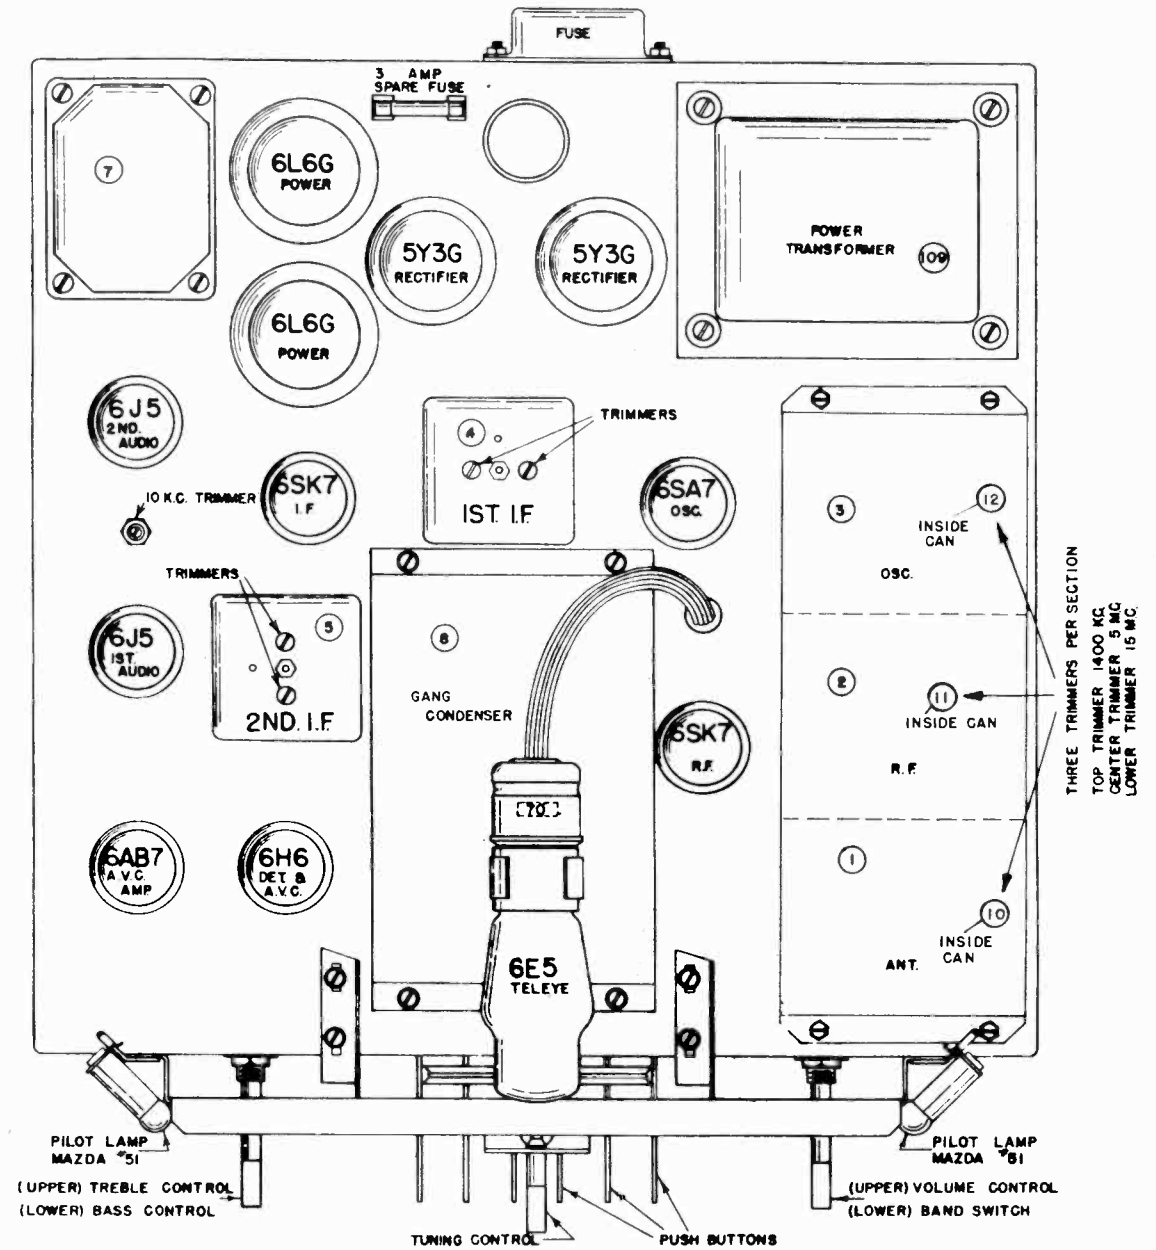 FUSE
3 AMP
SPARE FUSE
7
6L6G
POWER
5Y3G
RECTIFIER
5Y3G
RECTIFIER
POWER
TRANSFORMER
109
6L6G
POWER
6J5
2ND.
AUDIO
10 K.C. TRIMMER
6SK7
I.F
4
TRIMMERS
1ST. I.F.
6SA7
OSC.
3
12
INSIDE
CAN
OSC.
TRIMMERS
5
2ND. I.F.
6J5
1ST.
AUDIO
8
GANG
CONDENSER
6SK7
R.F.
2
11
INSIDE CAN
R.F.
THREE TRIMMERS PER SECTION
TOP TRIMMER 1400 KC.
CENTER TRIMMER 5 MC.
LOWER TRIMMER 15 MC.
70
6AB7
A.V.C.
AMP.
6H6
DET. &
A.V.C.
1
10
INSIDE
CAN
ANT.
6E5
TELEYE
PILOT LAMP
MAZDA #51
PILOT LAMP
MAZDA #51
(UPPER) TREBLE CONTROL
(LOWER) BASS CONTROL
(UPPER) VOLUME CONTROL
(LOWER) BAND SWITCH
TUNING CONTROL
PUSH BUTTONS